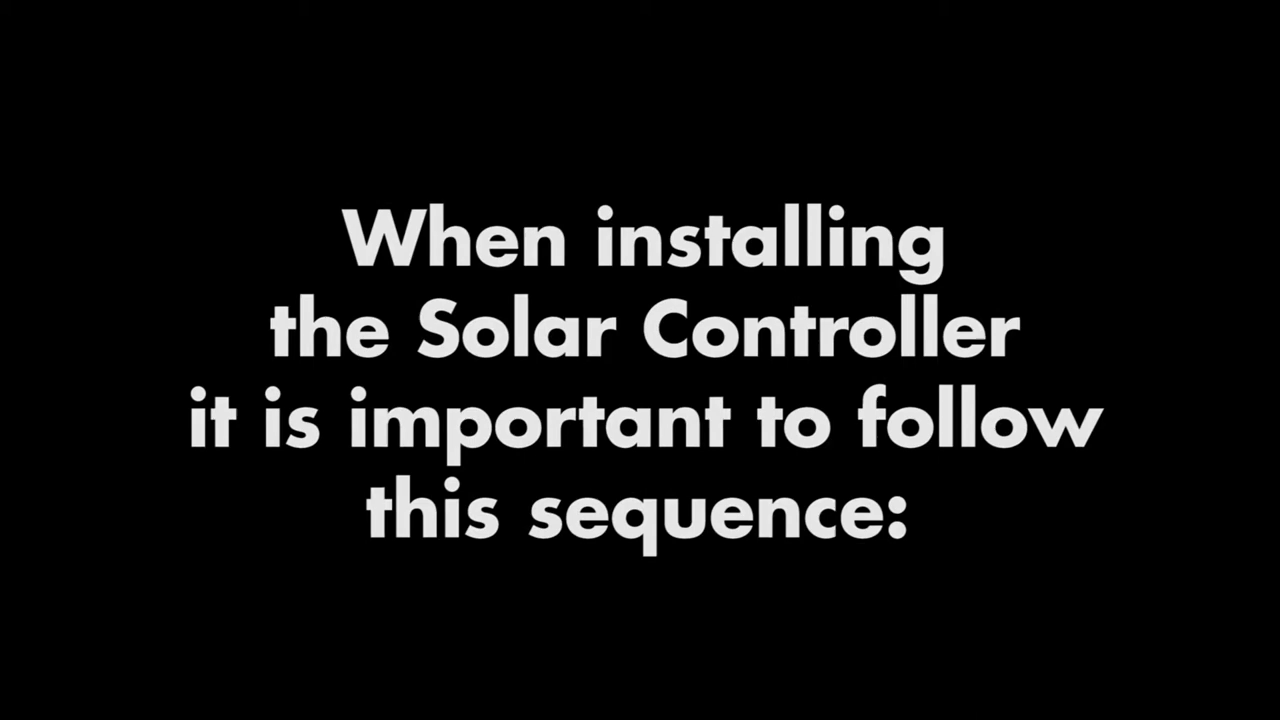 When installing
the Solar Controller
it is important to follow
this sequence: